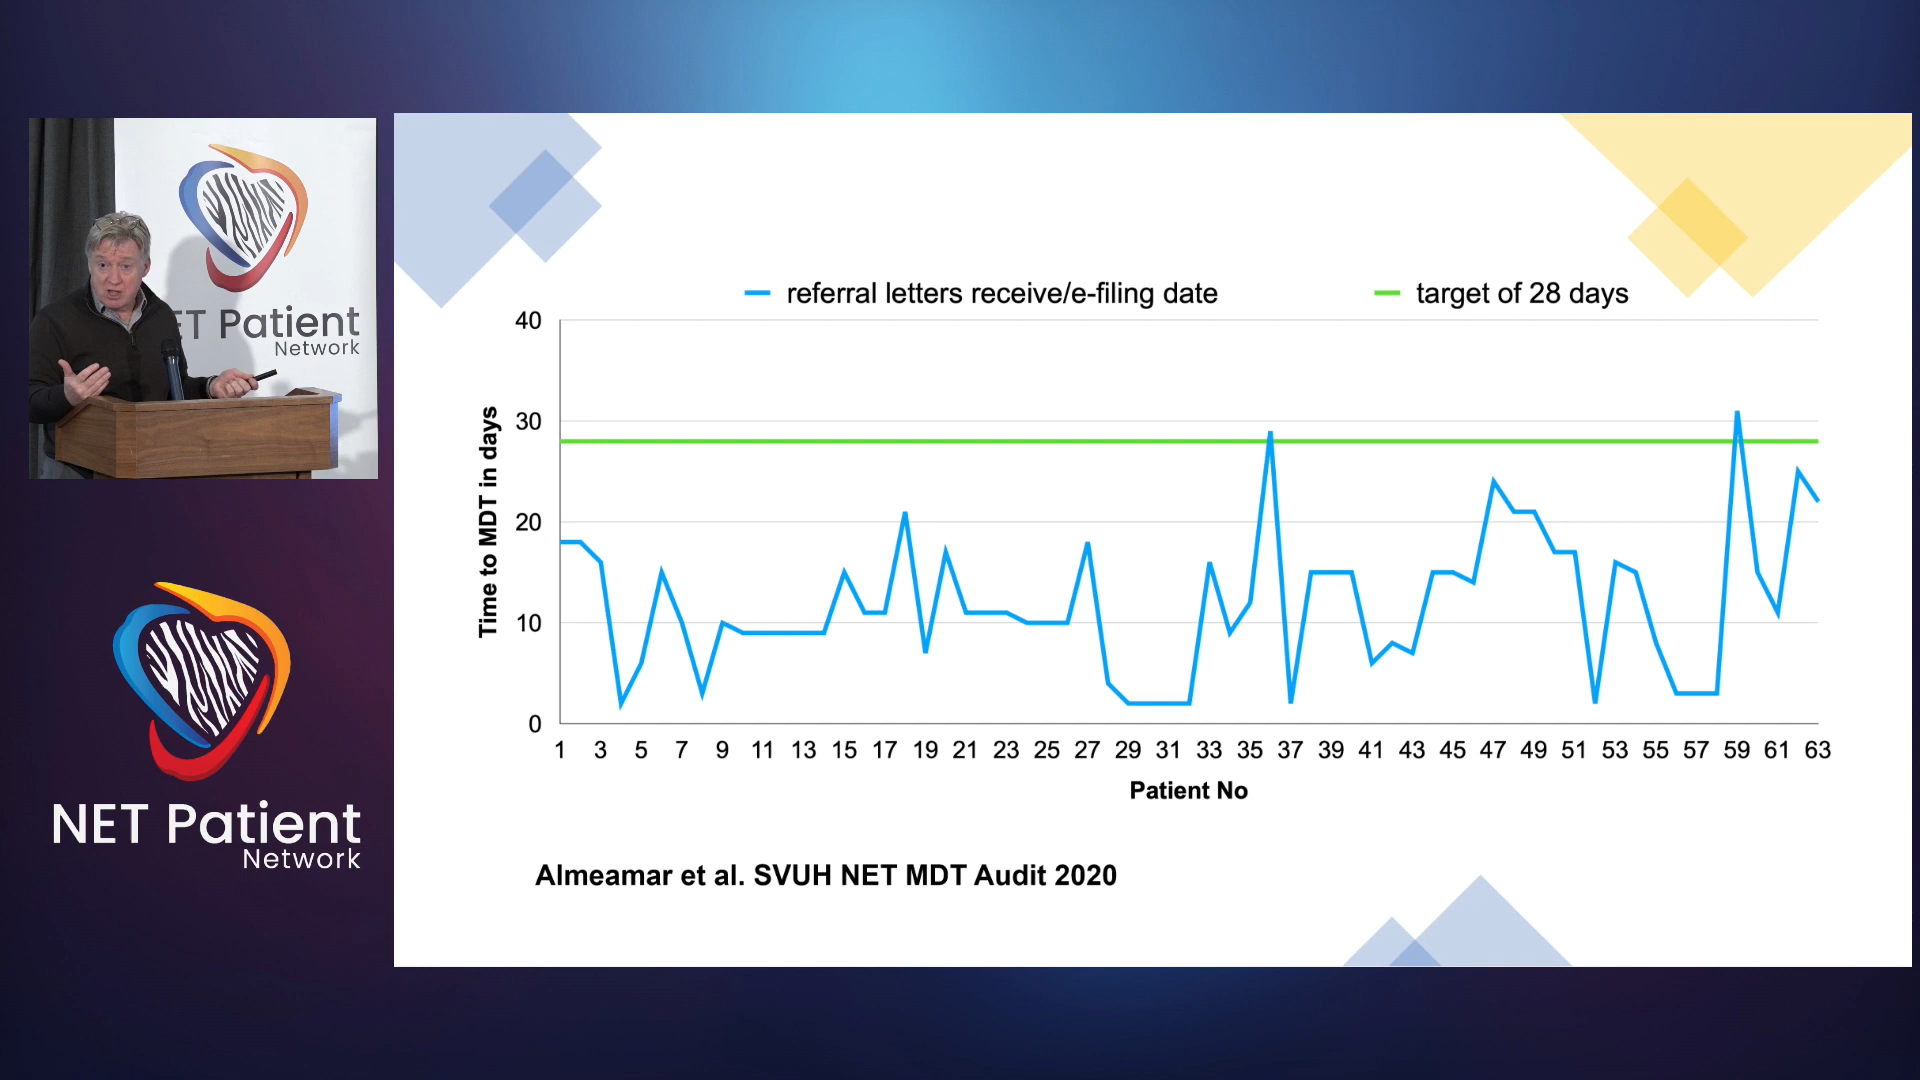 ET Patient
Network
NET Patient
Network
referral letters receive/e-filing date
target of 28 days
Time to MDT in days
40
30
20
10
0
1 3 5 7 9 11 13 15 17 19 21 23 25 27 29 31 33 35 37 39 41 43 45 47 49 51 53 55 57 59 61 63
Patient No
Almeamar et al. SVUH NET MDT Audit 2020